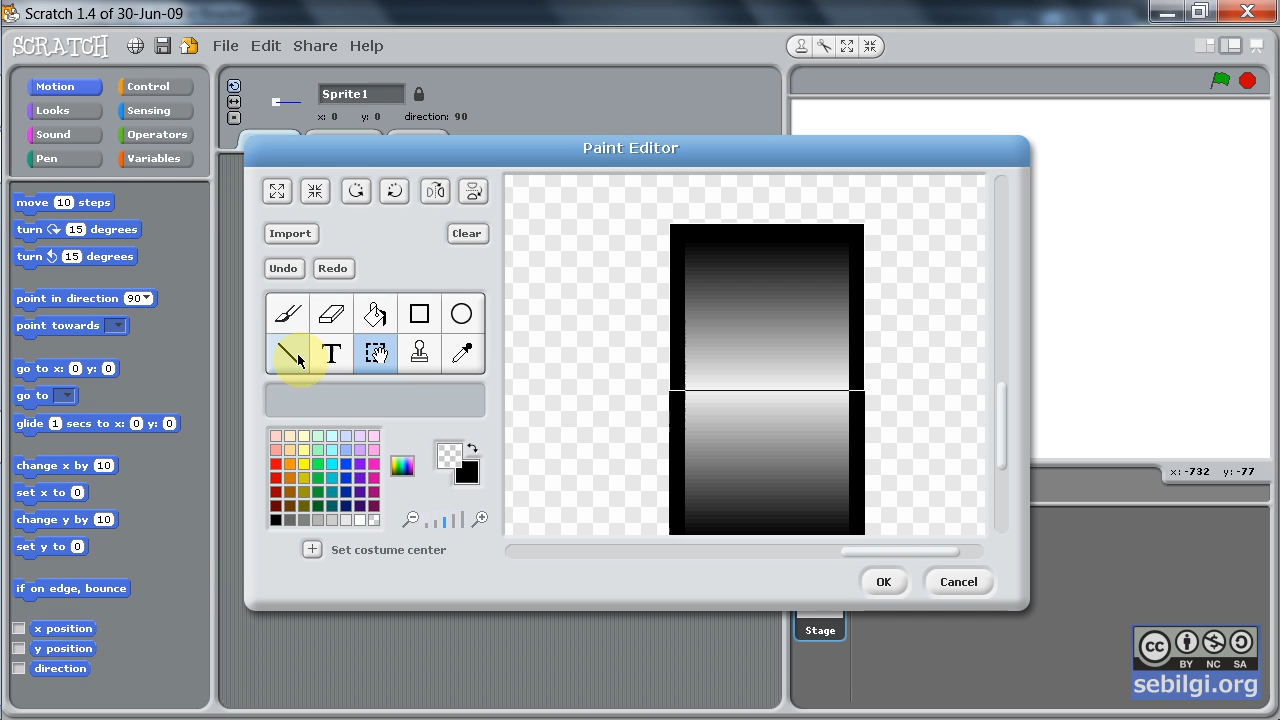 Scratch 1.4 of 30-Jun-09
SCRATCH File Edit Share Help
Motion Control
Looks Sensing
Sound Operators
Pen Variables
Sprite1
x: 0 y: 0 direction: 90
move 10 steps
turn 15 degrees
turn 15 degrees
point in direction 90
point towards
go to x: 0 y: 0
go to
glide 1 secs to x: 0 y: 0
change x by 10
set x to 0
change y by 10
set y to 0
if on edge, bounce
x position
y position
direction
Paint Editor
Import Clear
Undo Redo
T
Set costume center
OK Cancel
x: -732 y: -77
Stage
cc
BY NC SA
sebilgi.org